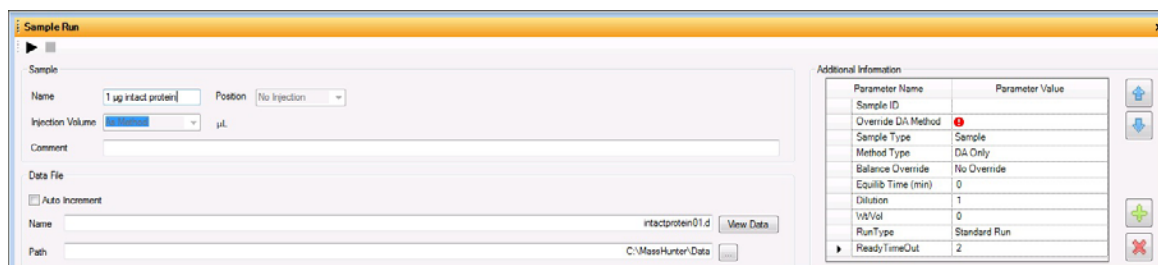 Sample Run
Sample
Name 1 µg intact protein Position No Injection
Injection Volume As Method µL
Comment
Data File
Auto Increment
Name intactprotein01.d View Data
Path C:\MassHunter\Data ...
Additional Information
Parameter Name Parameter Value
Sample ID
Override DA Method
Sample Type Sample
Method Type DA Only
Balance Override No Override
Equilib Time (min) 0
Dilution 1
Wt/Vol 0
RunType Standard Run
ReadyTimeOut 2